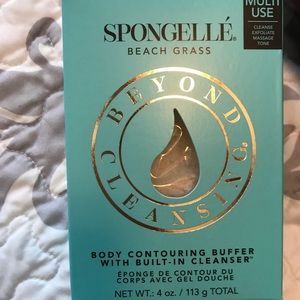 MULTI
USE
CLEANSE
EXFOLIATE
MASSAGE
TONE
SPONGELLÉ®
BEACH GRASS
BEYOND
CLEANSING®
BODY CONTOURING BUFFER
WITH BUILT-IN CLEANSER™
ÉPONGE DE CONTOUR DU
CORPS AVEC GEL DOUCHE
NET WT.: 4 oz. / 113 g TOTAL